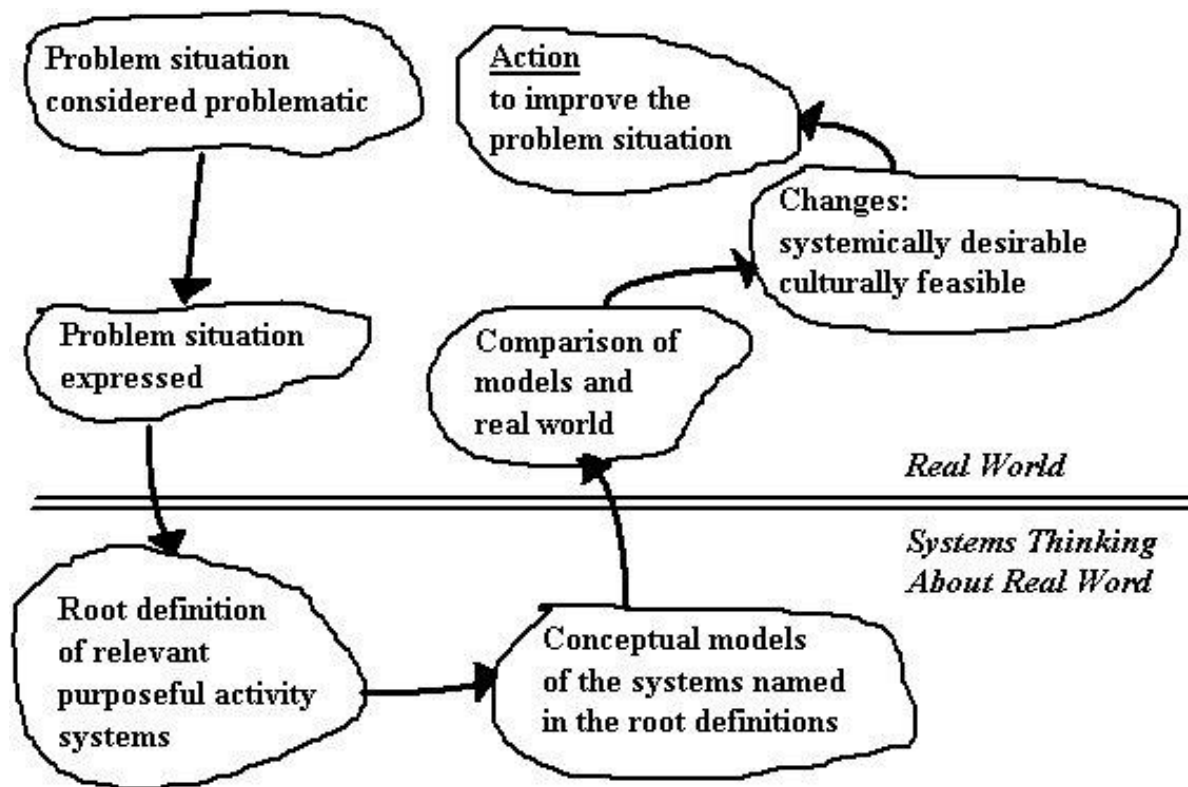 Problem situation
considered problematic
Action
to improve the
problem situation
Changes:
systemically desirable
culturally feasible
Problem situation
expressed
Comparison of
models and
real world
Real World
Systems Thinking
About Real Word
Root definition
of relevant
purposeful activity
systems
Conceptual models
of the systems named
in the root definitions